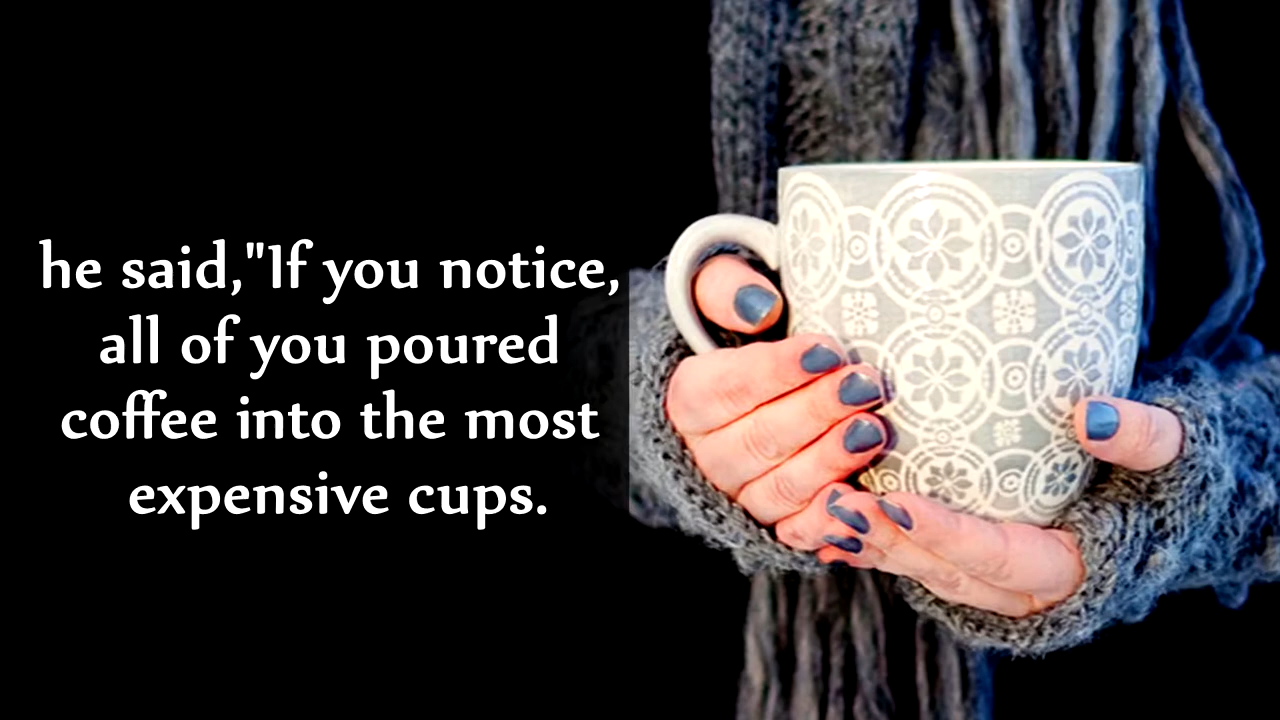 he said,"If you notice,
all of you poured
coffee into the most
expensive cups.